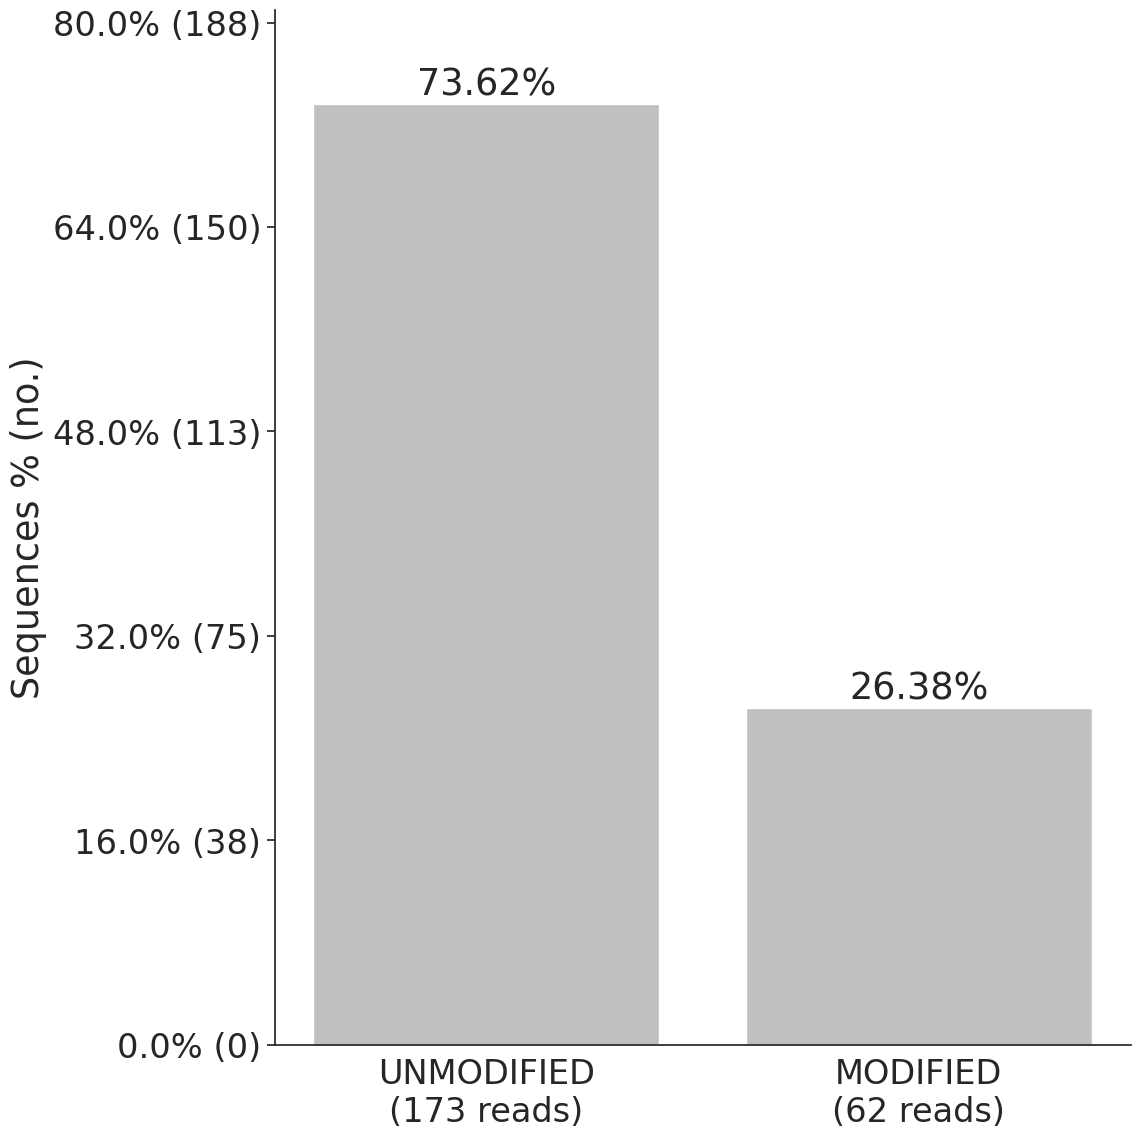 80.0% (188)
73.62%
64.0% (150)
48.0% (113)
Sequences % (no.)
32.0% (75)
26.38%
16.0% (38)
0.0% (0)
UNMODIFIED
(173 reads)
MODIFIED
(62 reads)